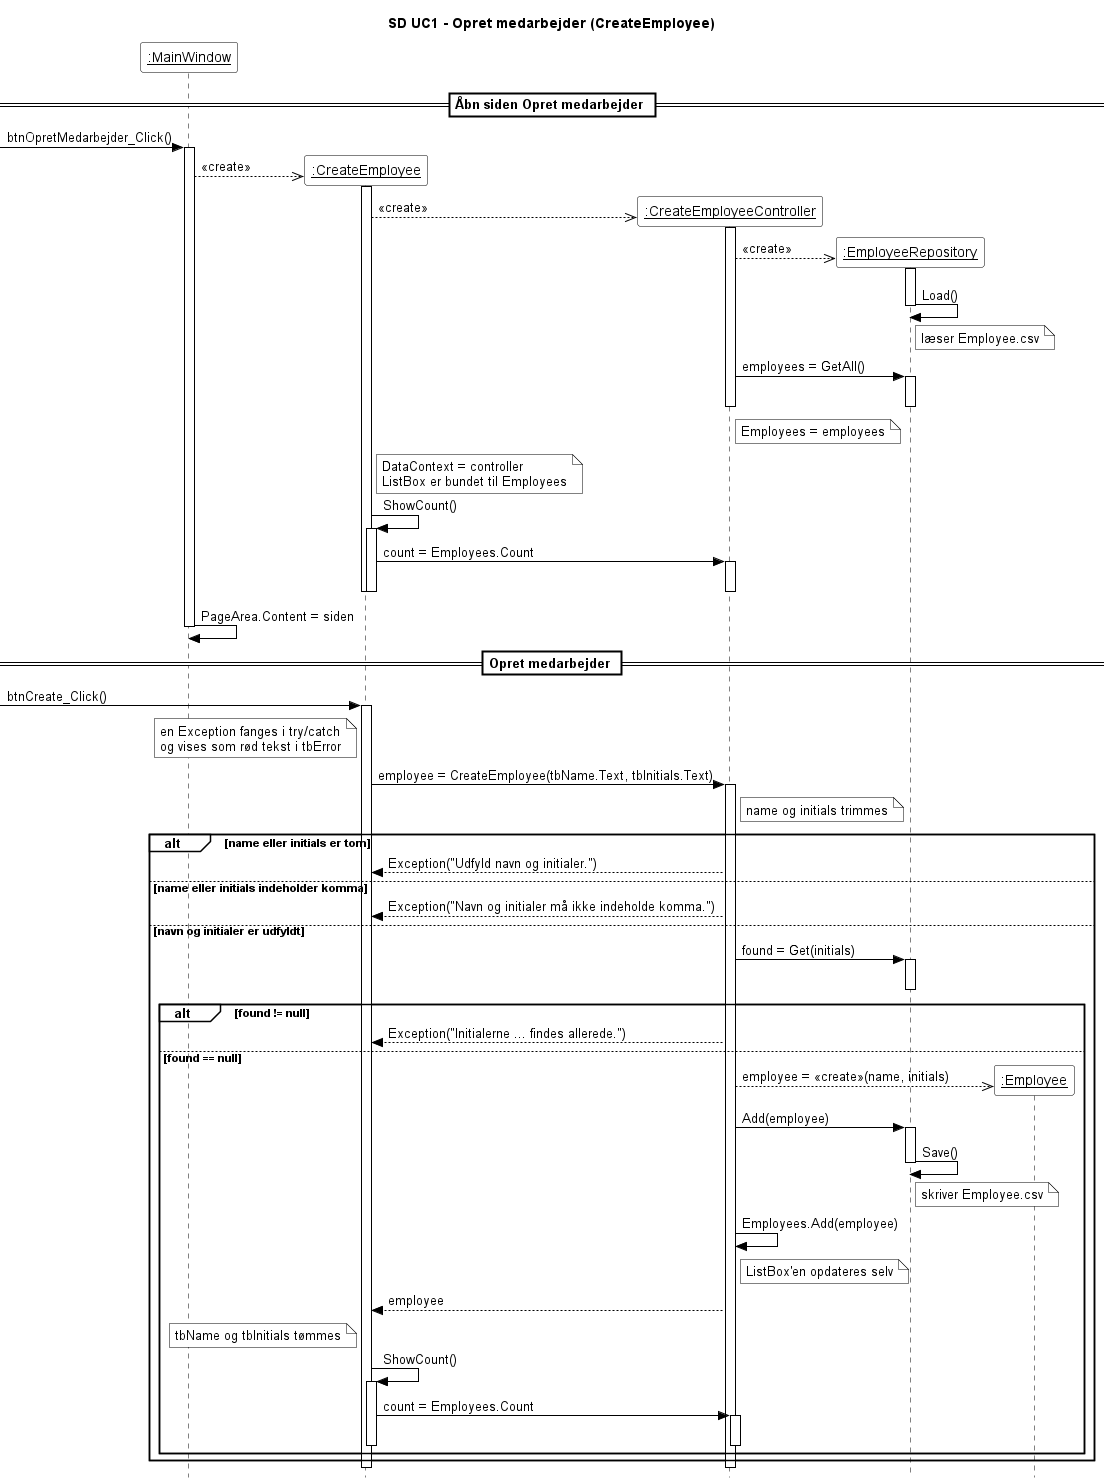 SD UC1 - Opret medarbejder (CreateEmployee)
:MainWindow
Åbn siden Opret medarbejder
btnOpretMedarbejder_Click()
«create»
:CreateEmployee
«create»
:CreateEmployeeController
«create»
:EmployeeRepository
Load()
læser Employee.csv
employees = GetAll()
Employees = employees
DataContext = controller
ListBox er bundet til Employees
ShowCount()
count = Employees.Count
PageArea.Content = siden
Opret medarbejder
btnCreate_Click()
en Exception fanges i try/catch
og vises som rød tekst i tbError
employee = CreateEmployee(tbName.Text, tbInitials.Text)
name og initials trimmes
alt [name eller initials er tom]
Exception("Udfyld navn og initialer.")
[name eller initials indeholder komma]
Exception("Navn og initialer må ikke indeholde komma.")
[navn og initialer er udfyldt]
found = Get(initials)
alt [found != null]
Exception("Initialerne ... findes allerede.")
[found == null]
employee = «create»(name, initials)
:Employee
Add(employee)
Save()
skriver Employee.csv
Employees.Add(employee)
ListBox'en opdateres selv
employee
tbName og tbInitials tømmes
ShowCount()
count = Employees.Count